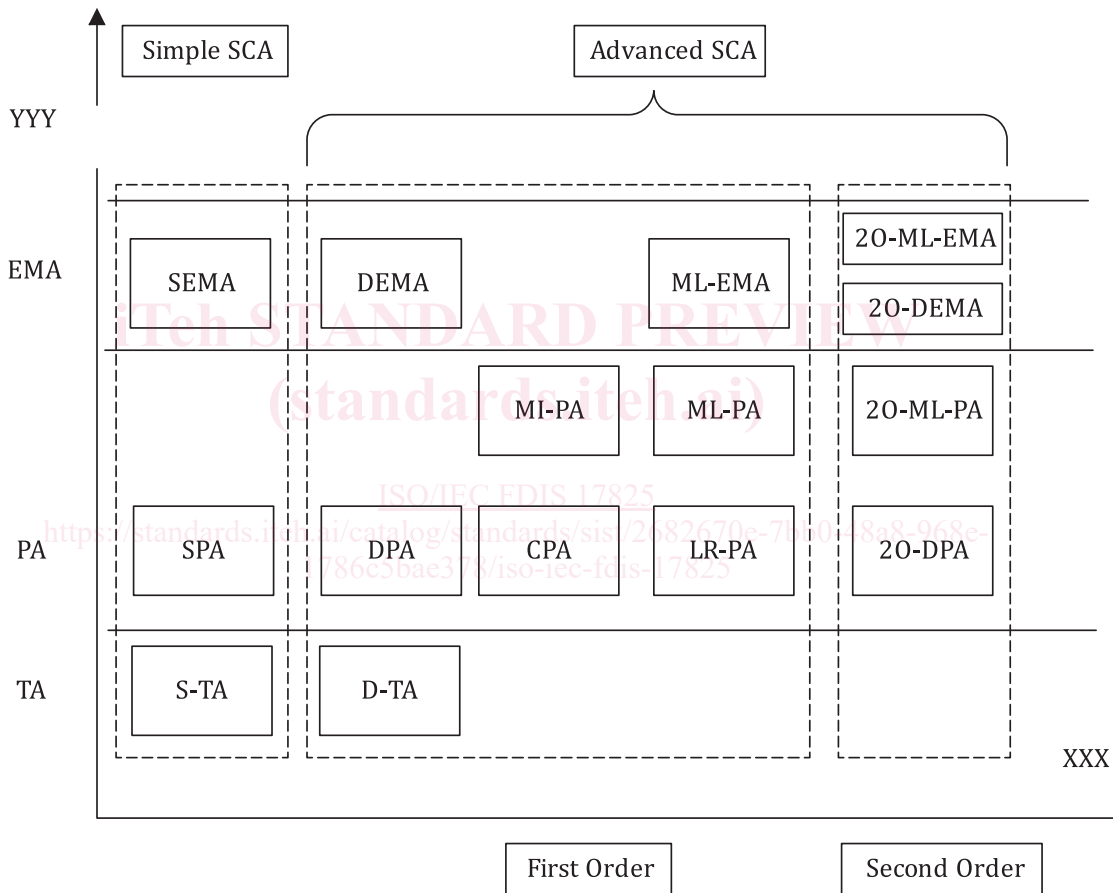 Simple SCA
Advanced SCA
YYY
EMA
SEMA
DEMA
ML-EMA
2O-ML-EMA
2O-DEMA
iTeh STANDARD PREVIEW
(standards.iteh.ai)
MI-PA
ML-PA
2O-ML-PA
ISO/IEC FDIS 17825
https://standards.iteh.ai/catalog/standards/sist/2682670e-7bb0-48a8-968e-
1786c5bae378/iso-iec-fdis-17825
PA
SPA
DPA
CPA
LR-PA
2O-DPA
TA
S-TA
D-TA
XXX
First Order
Second Order